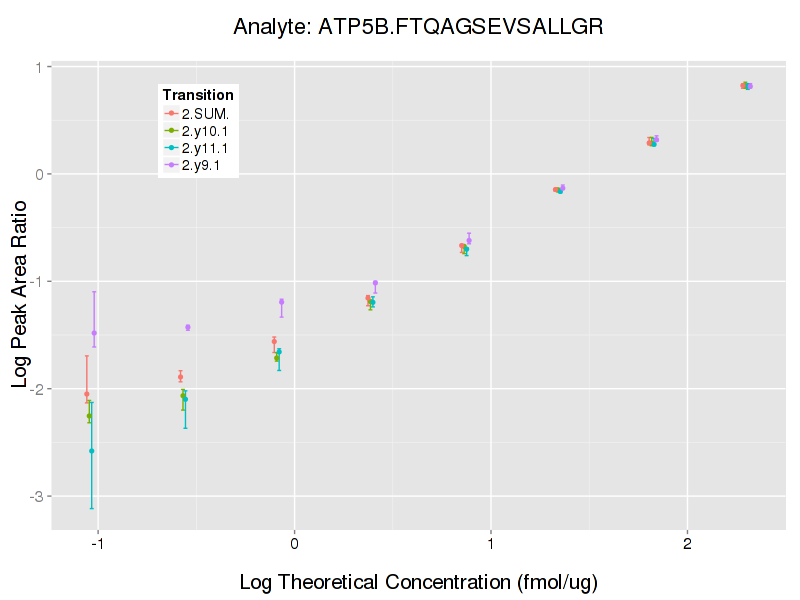 Analyte: ATP5B.FTQAGSEVSALLGR
Log Peak Area Ratio
1
0
-1
-2
-3
Transition
2.SUM.
2.y10.1
2.y11.1
2.y9.1
-1
0
1
2
Log Theoretical Concentration (fmol/ug)